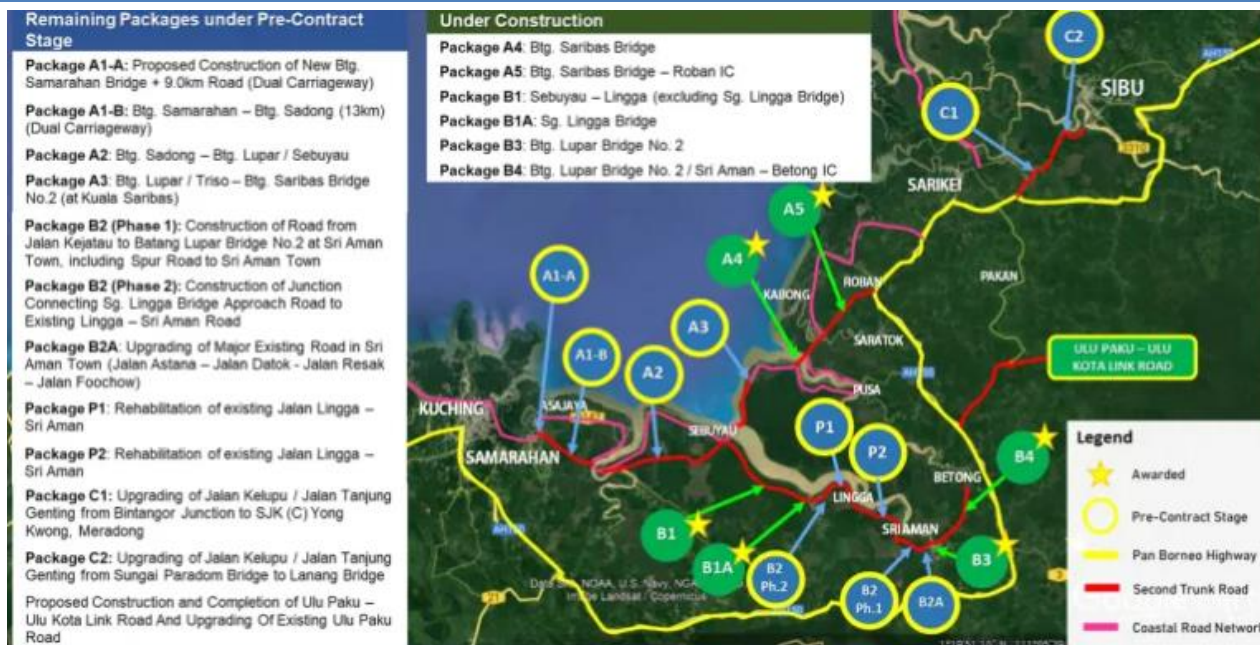 Remaining Packages under Pre-Contract
Stage
Package A1-A: Proposed Construction of New Btg.
Samarahan Bridge + 9.0km Road (Dual Carriageway)
Package A1-B: Btg. Samarahan – Btg. Sadong (13km)
(Dual Carriageway)
Package A2: Btg. Sadong – Btg. Lupar / Sebuyau
Package A3: Btg. Lupar / Triso – Btg. Saribas Bridge
No.2 (at Kuala Saribas)
Package B2 (Phase 1): Construction of Road from
Jalan Kejatau to Batang Lupar Bridge No.2 at Sri Aman
Town, including Spur Road to Sri Aman Town
Package B2 (Phase 2): Construction of Junction
Connecting Sg. Lingga Bridge Approach Road to
Existing Lingga – Sri Aman Road
Package B2A: Upgrading of Major Existing Road in Sri
Aman Town (Jalan Astana – Jalan Datok - Jalan Resak
– Jalan Foochow)
Package P1: Rehabilitation of existing Jalan Lingga –
Sri Aman
Package P2: Rehabilitation of existing Jalan Lingga –
Sri Aman
Package C1: Upgrading of Jalan Kelupu / Jalan Tanjung
Genting from Bintangor Junction to SJK (C) Yong
Kwong, Meradong
Package C2: Upgrading of Jalan Kelupu / Jalan Tanjung
Genting from Sungai Paradom Bridge to Lanang Bridge
Proposed Construction and Completion of Ulu Paku –
Ulu Kota Link Road And Upgrading Of Existing Ulu Paku
Road
Under Construction
Package A4: Btg. Saribas Bridge
Package A5: Btg. Saribas Bridge – Roban IC
Package B1: Sebuyau – Lingga (excluding Sg. Lingga Bridge)
Package B1A: Sg. Lingga Bridge
Package B3: Btg. Lupar Bridge No. 2
Package B4: Btg. Lupar Bridge No. 2 / Sri Aman – Betong IC
C2
SIBU
C1
SARIKEI
A5
A4
A1-A
KABONG
ROBAN
PAKAN
A3
A1-B
SARATOK
A2
ULU PAKU – ULU
KOTA LINK ROAD
PUSA
KUCHING
ASAJAYA
P1
SEBUYAU
P2
SAMARAHAN
B4
BETONG
LINGGA
SRI AMAN
B1
B1A
B2
Ph.2
B2
Ph.1
B2A
B3
Data SIO, NOAA, U.S. Navy, NGA
Image Landsat / Copernicus
21
3
Legend
Awarded
Pre-Contract Stage
Pan Borneo Highway
Second Trunk Road
Coastal Road Network